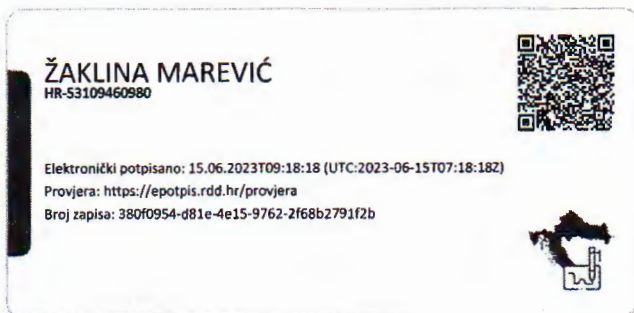 ŽAKLINA MAREVIĆ
HR-53109460980
Elektronički potpisano: 15.06.2023T09:18:18 (UTC:2023-06-15T07:18:18Z)
Provjera: https://epotpis.rdd.hr/provjera
Broj zapisa: 380f0954-d81e-4e15-9762-2f68b2791f2b